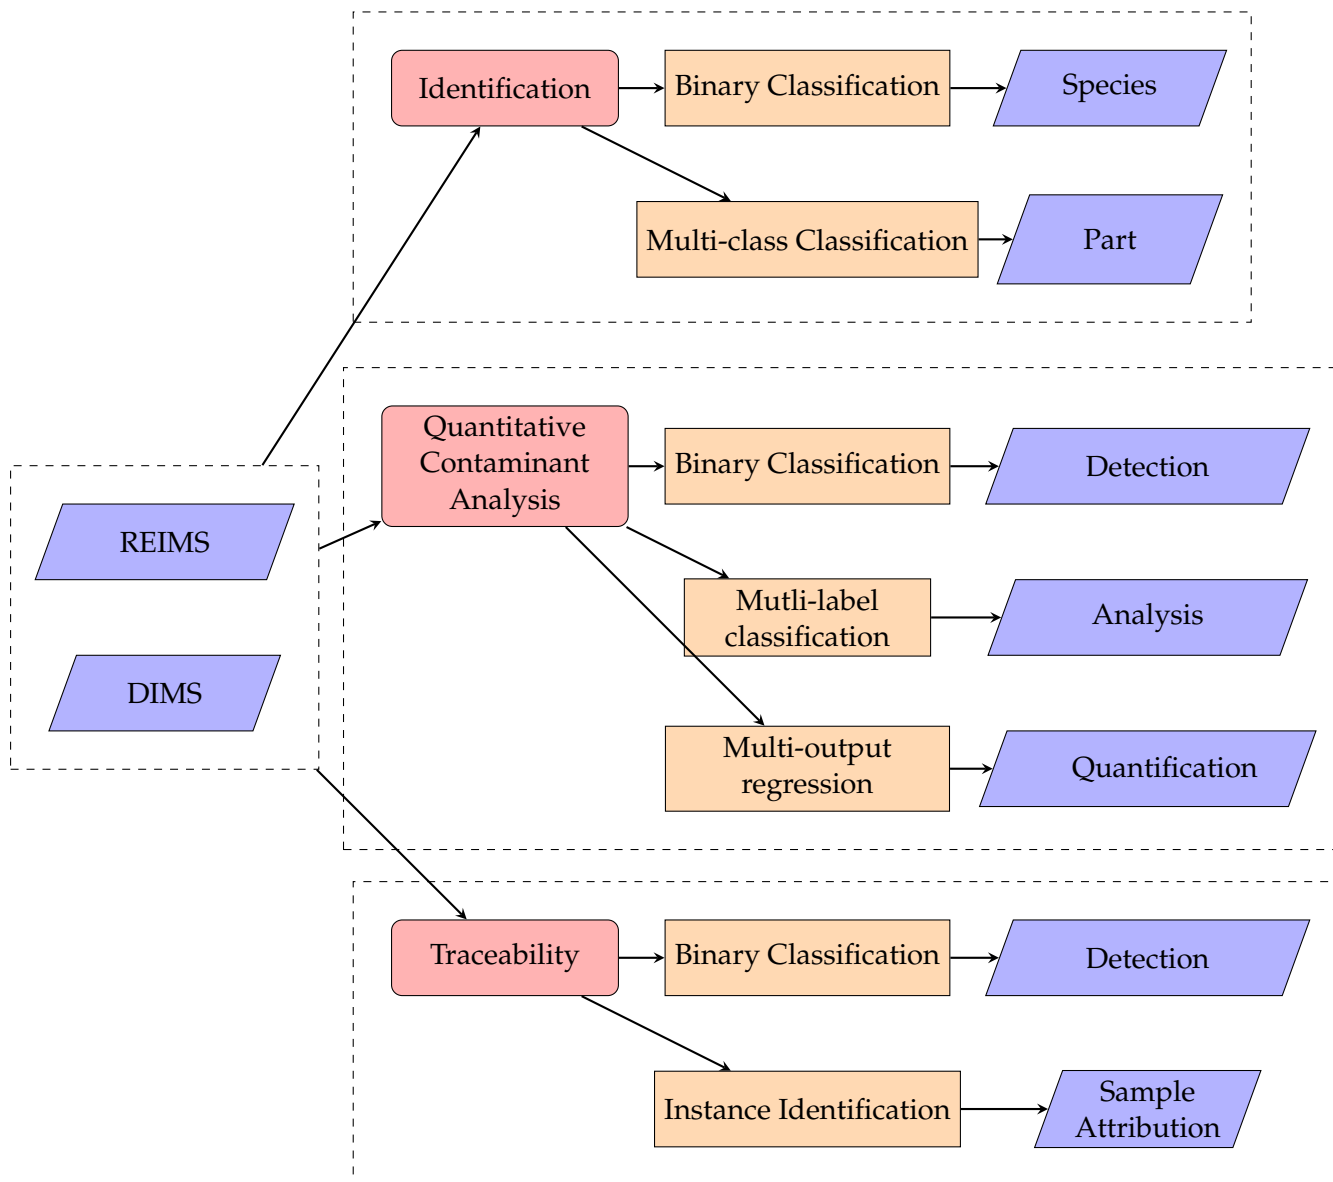 Identification
Binary Classification
Species
Multi-class Classification
Part
Quantitative
Contaminant
Analysis
Binary Classification
Detection
REIMS
Mutli-label
classification
Analysis
DIMS
Multi-output
regression
Quantification
Traceability
Binary Classification
Detection
Instance Identification
Sample
Attribution